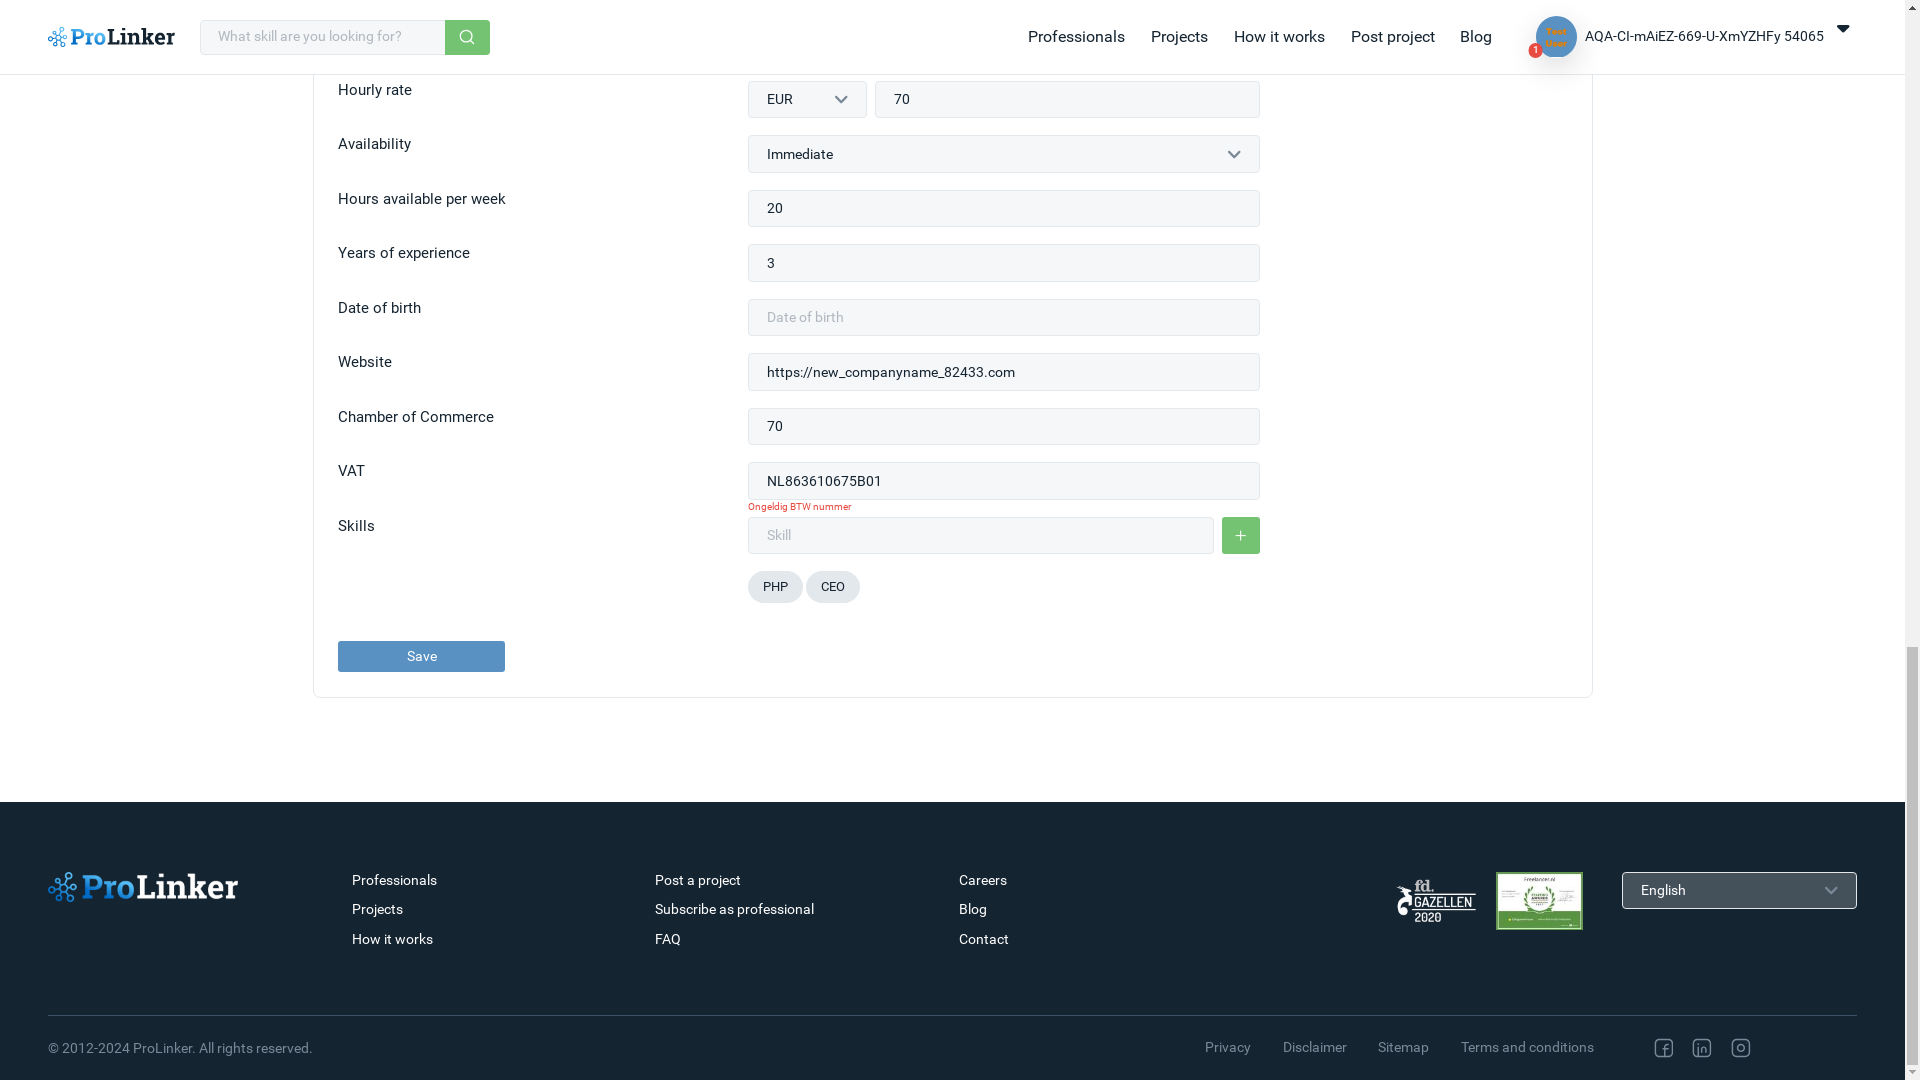 ProLinker
What skill are you looking for?
Professionals
Projects
How it works
Post project
Blog
Test User
1
AQA-CI-mAiEZ-669-U-XmYZHFy 54065
Hourly rate
EUR
70
Availability
Immediate
Hours available per week
20
Years of experience
3
Date of birth
Date of birth
Website
https://new_companyname_82433.com
Chamber of Commerce
70
VAT
NL863610675B01
Ongeldig BTW nummer
Skills
Skill
PHP
CEO
Save
ProLinker
Professionals
Projects
How it works
Post a project
Subscribe as professional
FAQ
Careers
Blog
Contact
fd.
GAZELLEN
2020
Freelancer.nl
English
© 2012-2024 ProLinker. All rights reserved.
Privacy
Disclaimer
Sitemap
Terms and conditions